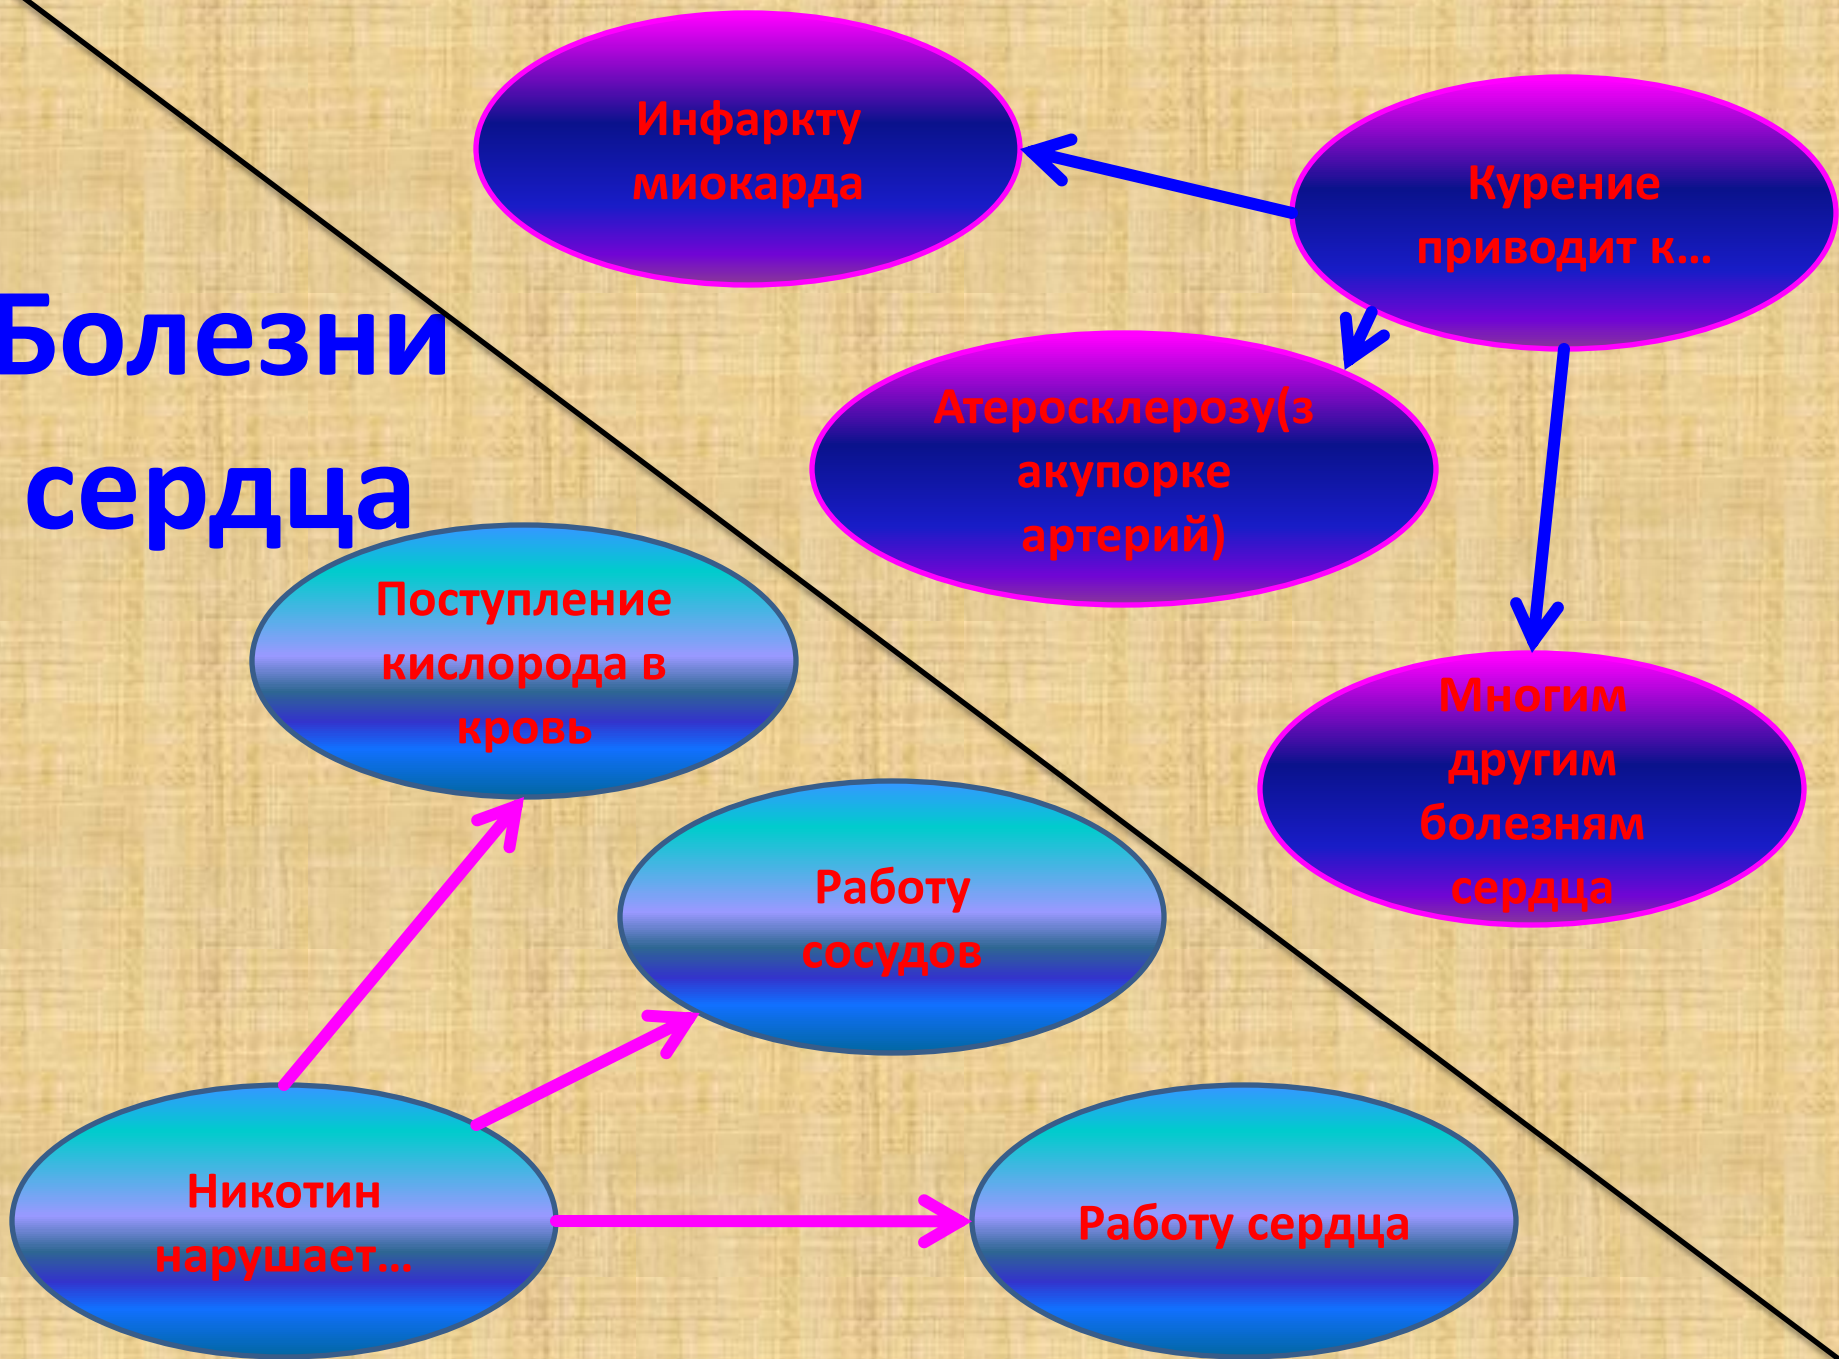 Болезни
сердца
Инфаркту
миокарда
Курение
приводит к...
Атеросклерозу(з
акупорке
артерий)
Многим
другим
болезням
сердца
Поступление
кислорода в
кровь
Работу
сосудов
Никотин
нарушает...
Работу сердца